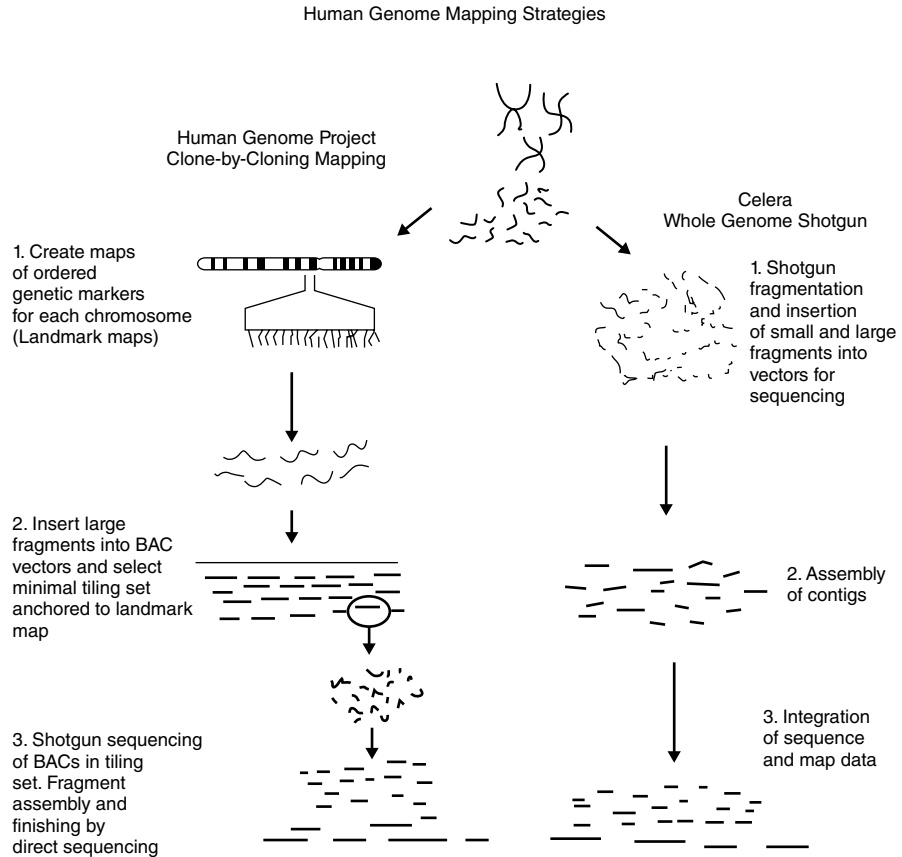 Human Genome Mapping Strategies
Human Genome Project
Clone-by-Cloning Mapping
1. Create maps
of ordered
genetic markers
for each chromosome
(Landmark maps)
2. Insert large
fragments into BAC
vectors and select
minimal tiling set
anchored to landmark
map
3. Shotgun sequencing
of BACs in tiling
set. Fragment
assembly and
finishing by
direct sequencing
Celera
Whole Genome Shotgun
1. Shotgun
fragmentation
and insertion
of small and large
fragments into
vectors for
sequencing
2. Assembly
of contigs
3. Integration
of sequence
and map data